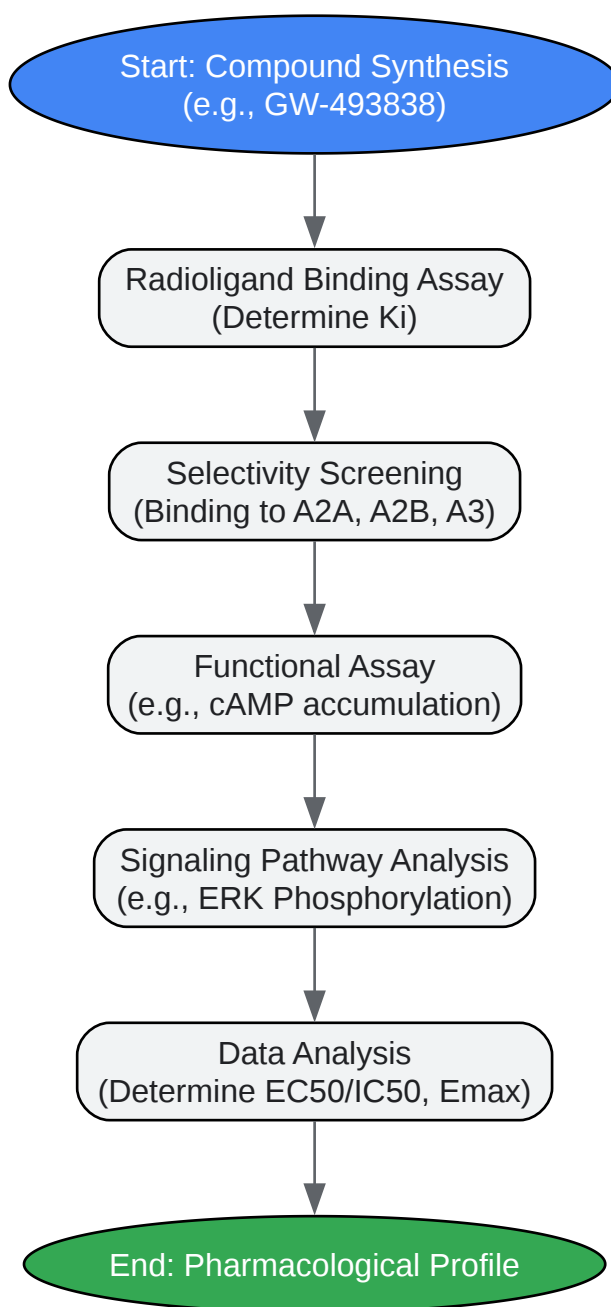 Start: Compound Synthesis
(e.g., GW-493838)
Radioligand Binding Assay
(Determine Ki)
Selectivity Screening
(Binding to A2A, A2B, A3)
Functional Assay
(e.g., cAMP accumulation)
Signaling Pathway Analysis
(e.g., ERK Phosphorylation)
Data Analysis
(Determine EC50/IC50, Emax)
End: Pharmacological Profile